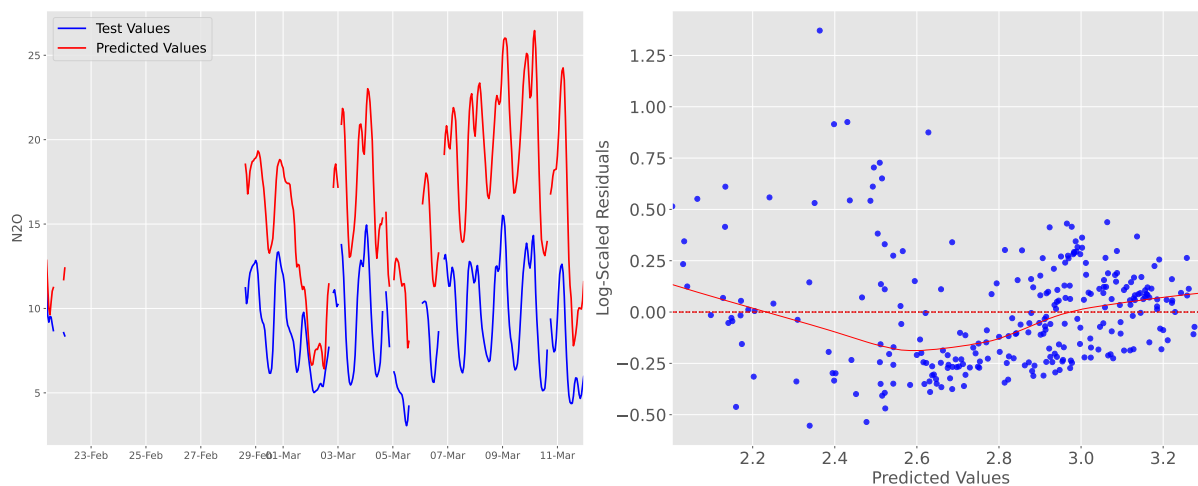 Test Values
Predicted Values
N2O
25
20
15
10
5
23-Feb
25-Feb
27-Feb
29-Feb
01-Mar
03-Mar
05-Mar
07-Mar
09-Mar
11-Mar
Log-Scaled Residuals
1.25
1.00
0.75
0.50
0.25
0.00
−0.25
−0.50
2.2
2.4
2.6
2.8
3.0
3.2
Predicted Values